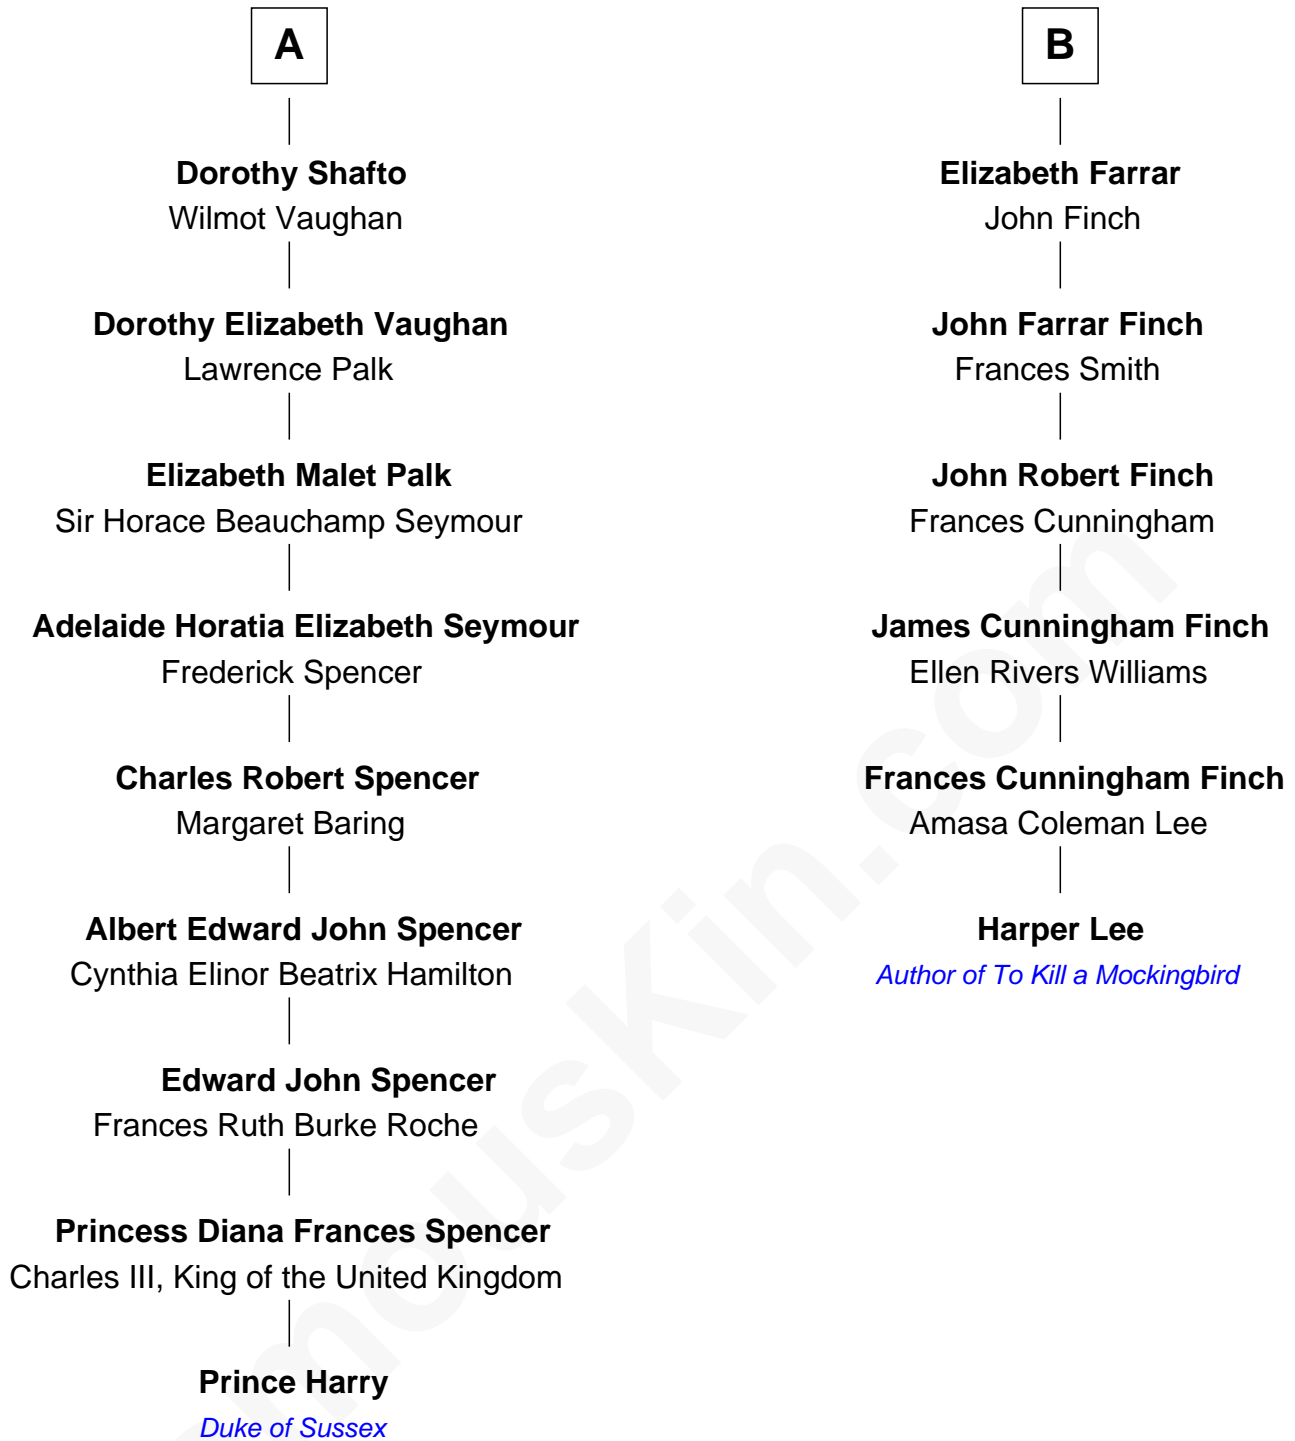 A
Dorothy Shafto
Wilmot Vaughan
Dorothy Elizabeth Vaughan
Lawrence Palk
Elizabeth Malet Palk
Sir Horace Beauchamp Seymour
Adelaide Horatia Elizabeth Seymour
Frederick Spencer
Charles Robert Spencer
Margaret Baring
Albert Edward John Spencer
Cynthia Elinor Beatrix Hamilton
Edward John Spencer
Frances Ruth Burke Roche
Princess Diana Frances Spencer
Charles III, King of the United Kingdom
Prince Harry
Duke of Sussex
B
Elizabeth Farrar
John Finch
John Farrar Finch
Frances Smith
John Robert Finch
Frances Cunningham
James Cunningham Finch
Ellen Rivers Williams
Frances Cunningham Finch
Amasa Coleman Lee
Harper Lee
Author of To Kill a Mockingbird
mousKin.com